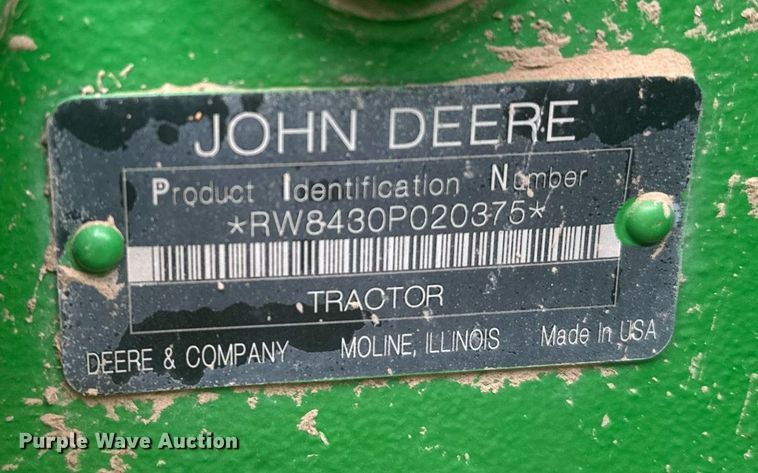 JOHN DEERE
Product Identification Number
*RW8430P020375*
TRACTOR
DEERE & COMPANY MOLINE, ILLINOIS Made In USA
Purple Wave Auction